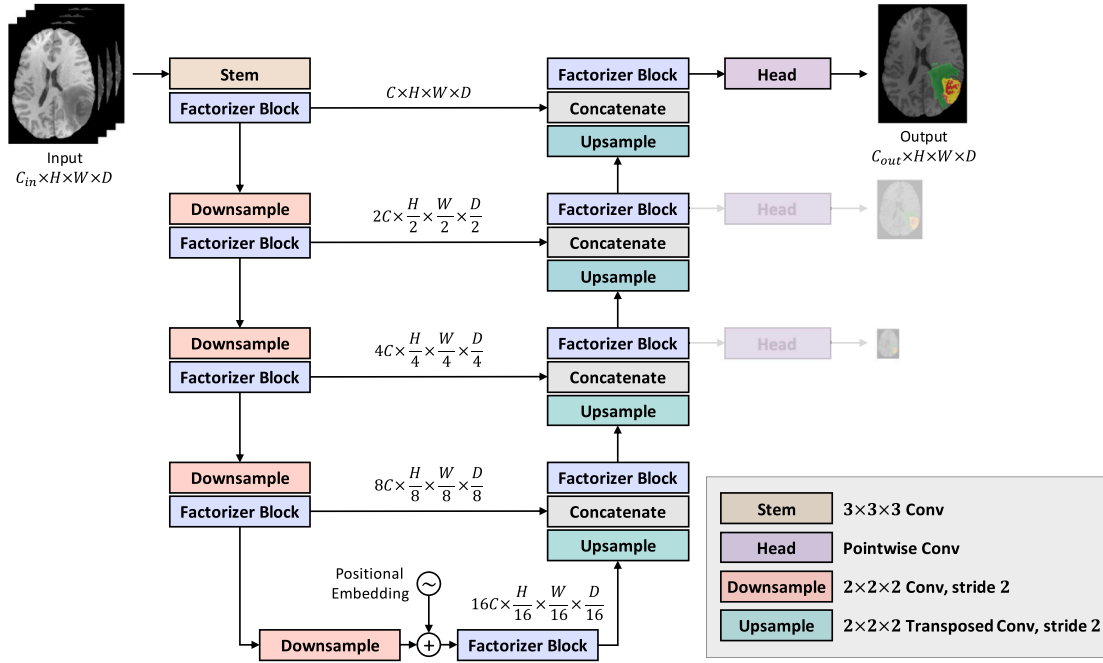 Stem
Factorizer Block
Input
C_in×H×W×D
C×H×W×D
Factorizer Block
Concatenate
Upsample
Head
Output
C_out×H×W×D
Downsample
Factorizer Block
2C×H/2×W/2×D/2
Factorizer Block
Concatenate
Upsample
Head
Downsample
Factorizer Block
4C×H/4×W/4×D/4
Factorizer Block
Concatenate
Upsample
Head
Downsample
Factorizer Block
8C×H/8×W/8×D/8
Factorizer Block
Concatenate
Upsample
Positional
Embedding
16C×H/16×W/16×D/16
Downsample
+
Factorizer Block
Stem 3×3×3 Conv
Head Pointwise Conv
Downsample 2×2×2 Conv, stride 2
Upsample 2×2×2 Transposed Conv, stride 2